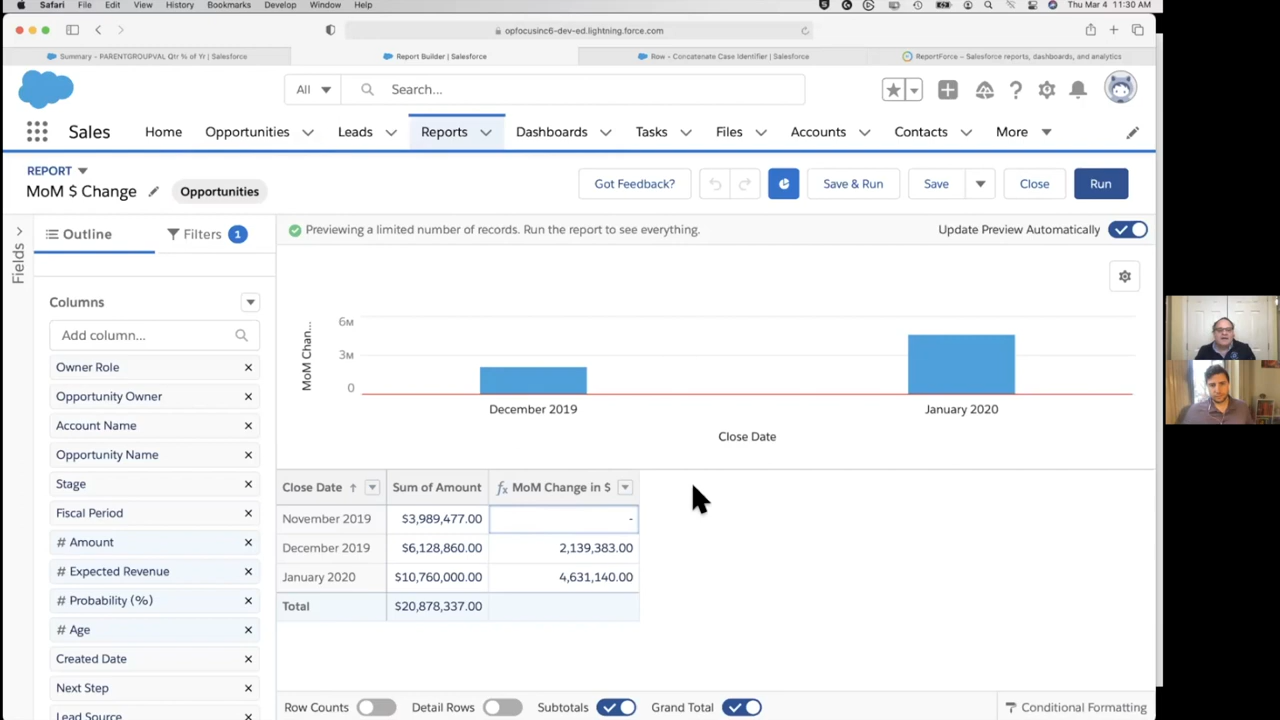 Safari File Edit View History Bookmarks Develop Window Help Thu Mar 4 11:30 AM
opfocusinc6-dev-ed.lightning.force.com
Summary - PARENTGROUPVAL Qtr % of Yr | Salesforce
Report Builder | Salesforce
Row - Concatenate Case Identifier | Salesforce
ReportForce – Salesforce reports, dashboards, and analytics
All
Search...
Sales Home Opportunities Leads Reports Dashboards Tasks Files Accounts Contacts More
REPORT
MoM $ Change
Opportunities
Got Feedback?
Save & Run
Save
Close
Run
Fields
Outline
Filters 1
Previewing a limited number of records. Run the report to see everything.
Update Preview Automatically
Columns
Add column...
Owner Role
Opportunity Owner
Account Name
Opportunity Name
Stage
Fiscal Period
# Amount
# Expected Revenue
# Probability (%)
# Age
Created Date
Next Step
Lead Source
MoM Chan...
6M
3M
0
December 2019
January 2020
Close Date
Close Date ↑ Sum of Amount fx MoM Change in $
November 2019 $3,989,477.00 -
December 2019 $6,128,860.00 2,139,383.00
January 2020 $10,760,000.00 4,631,140.00
Total $20,878,337.00
Row Counts Detail Rows Subtotals Grand Total Conditional Formatting